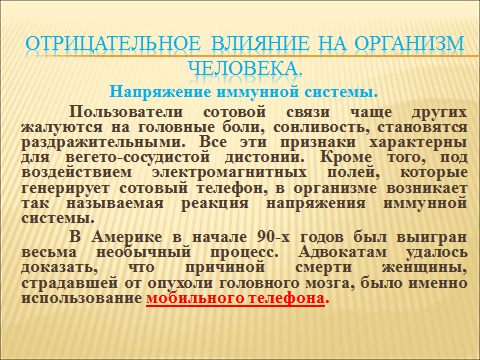 ОТРИЦАТЕЛЬНОЕ ВЛИЯНИЕ НА ОРГАНИЗМ
ЧЕЛОВЕКА.
Напряжение иммунной системы.
Пользователи сотовой связи чаще других
жалуются на головные боли, сонливость, становятся
раздражительными. Все эти признаки характерны
для вегето-сосудистой дистонии. Кроме того, под
воздействием электромагнитных полей, которые
генерирует сотовый телефон, в организме возникает
так называемая реакция напряжения иммунной
системы.
В Америке в начале 90-х годов был выигран
весьма необычный процесс. Адвокатам удалось
доказать, что причиной смерти женщины,
страдавшей от опухоли головного мозга, было именно
использование мобильного телефона.